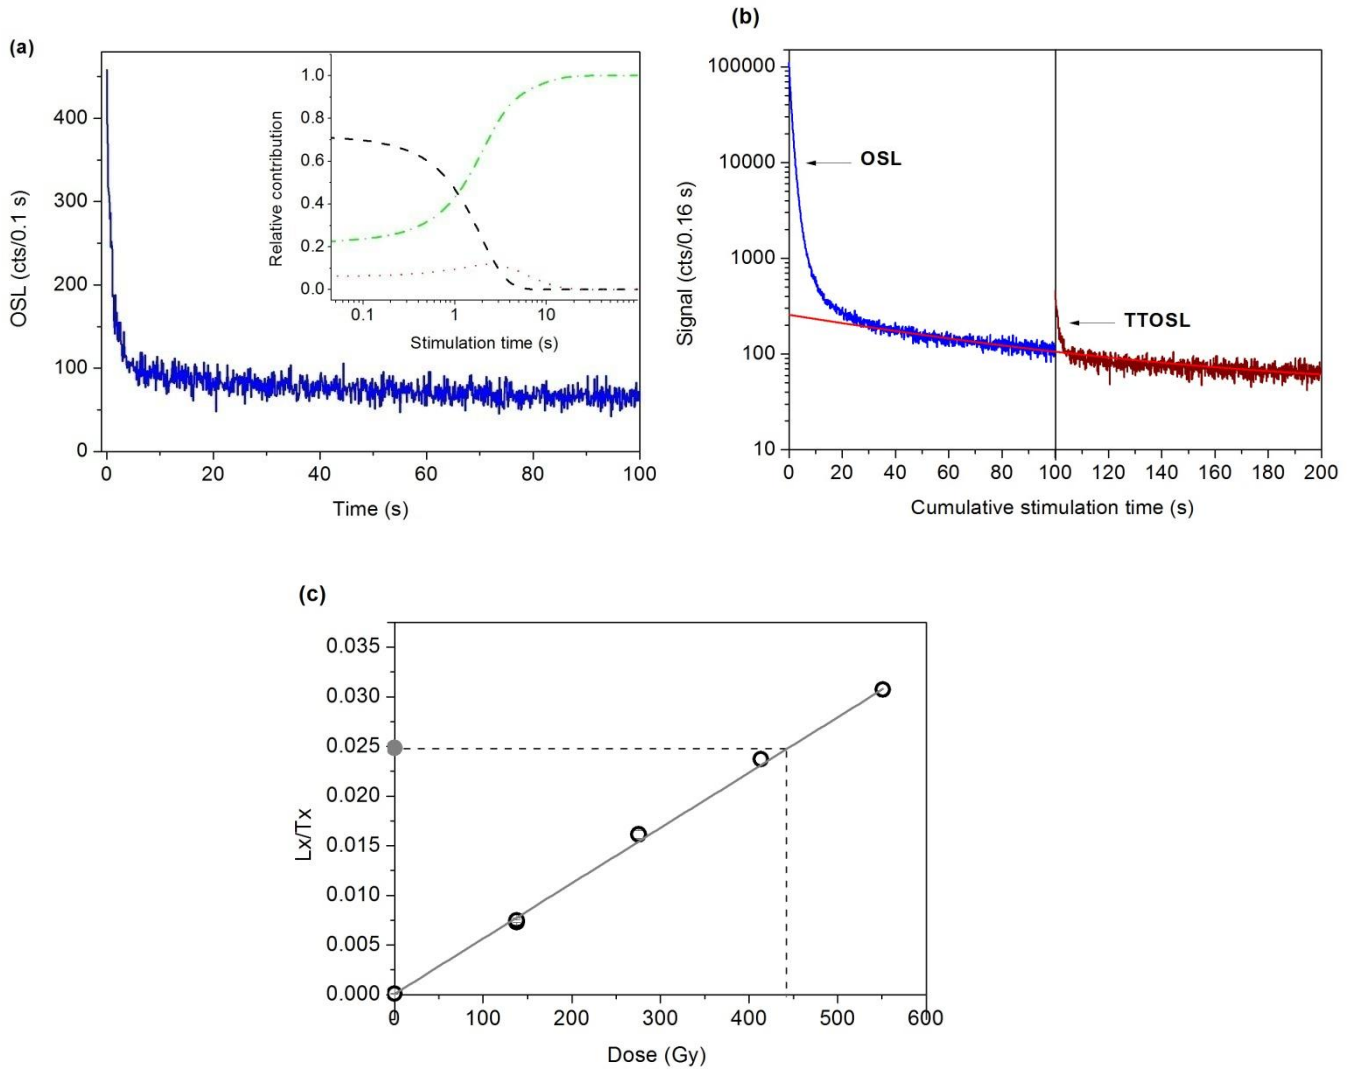 (a)
OSL (cts/0.1 s)
400
300
200
100
0
0 20 40 60 80 100
Time (s)
Relative contribution
1.0
0.8
0.6
0.4
0.2
0.0
0.1 1 10
Stimulation time (s)
(b)
Signal (cts/0.16 s)
100000
10000
1000
100
10
OSL
TTOSL
0 20 40 60 80 100 120 140 160 180 200
Cumulative stimulation time (s)
(c)
Lx/Tx
0.035
0.030
0.025
0.020
0.015
0.010
0.005
0.000
0 100 200 300 400 500 600
Dose (Gy)